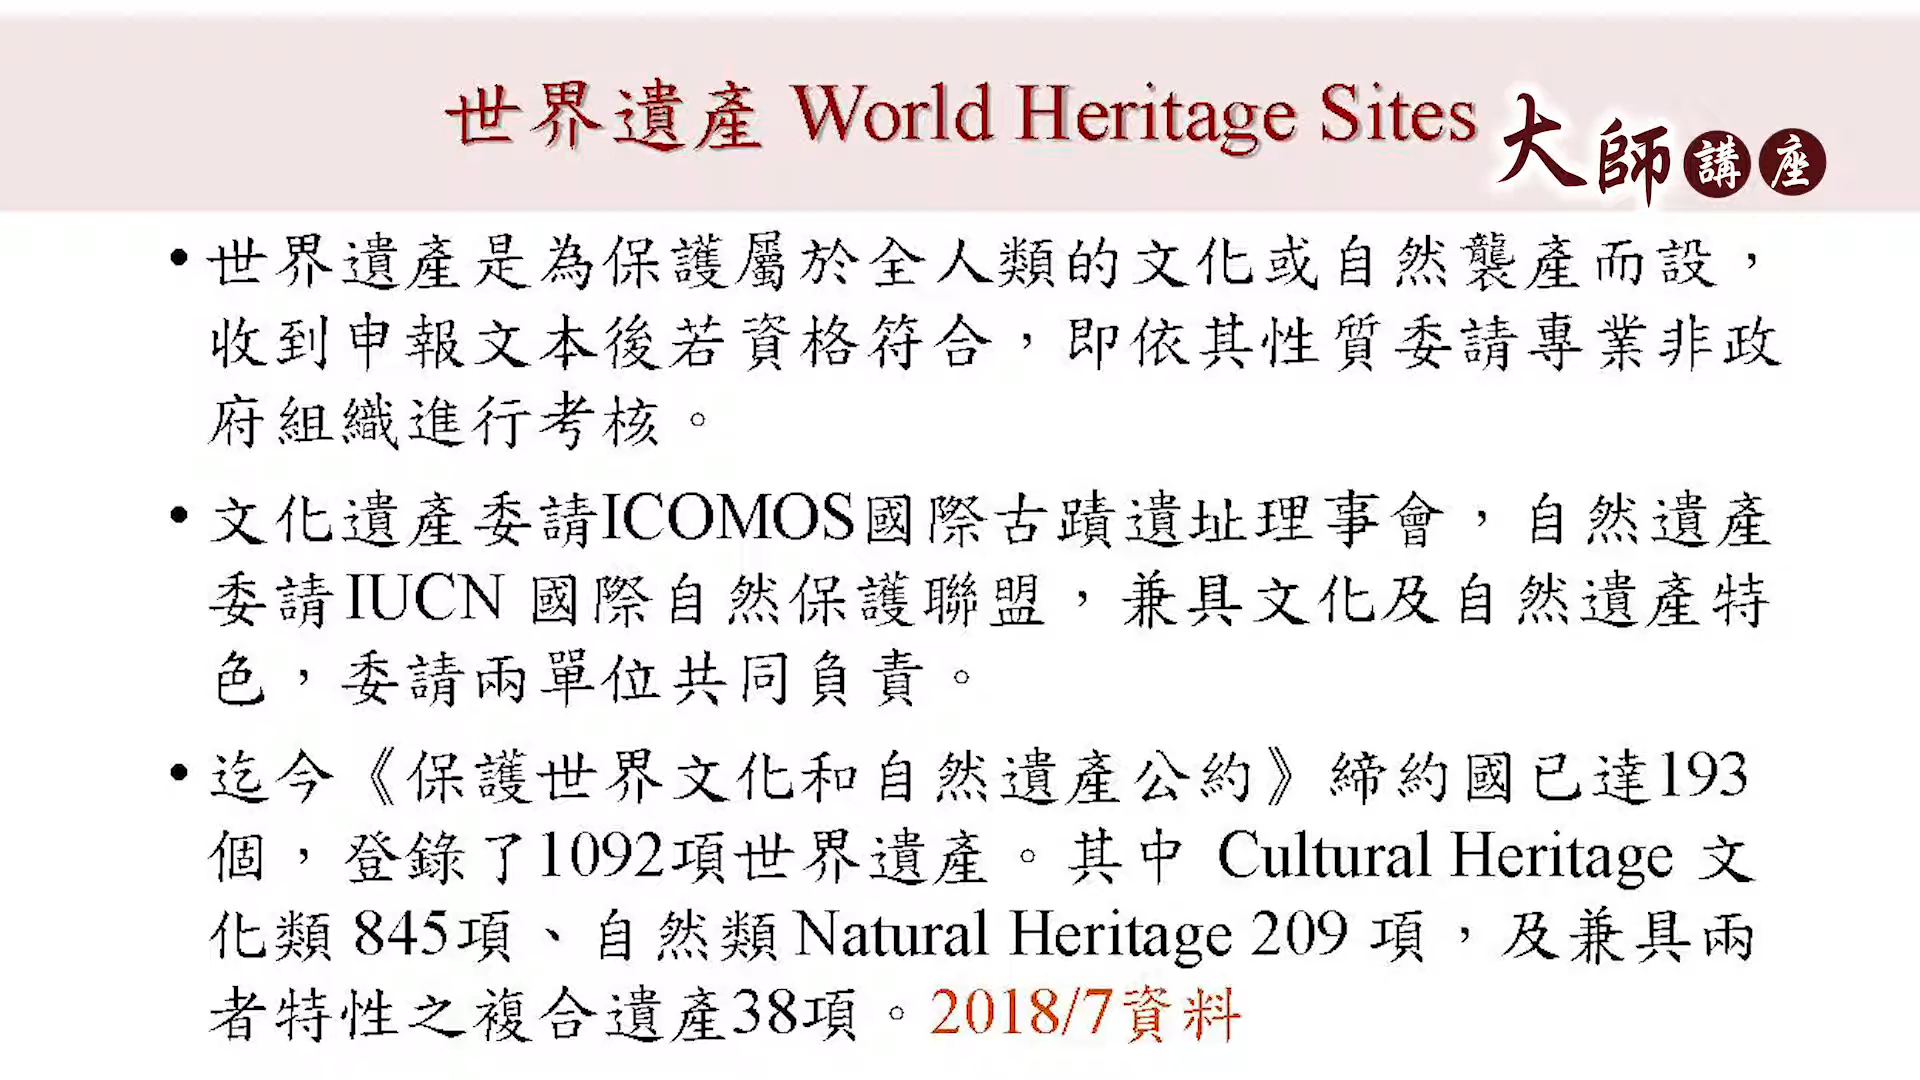 世界遺產 World Heritage Sites
大師講座
• 世界遺產是為保護屬於全人類的文化或自然襲產而設，
收到申報文本後若資格符合，即依其性質委請專業非政
府組織進行考核。
• 文化遺產委請ICOMOS國際古蹟遺址理事會，自然遺產
委請IUCN 國際自然保護聯盟，兼具文化及自然遺產特
色，委請兩單位共同負責。
• 迄今《保護世界文化和自然遺產公約》締約國已達193
個，登錄了1092項世界遺產。其中 Cultural Heritage 文
化類 845項、自然類 Natural Heritage 209 項，及兼具兩
者特性之複合遺產38項。2018/7資料